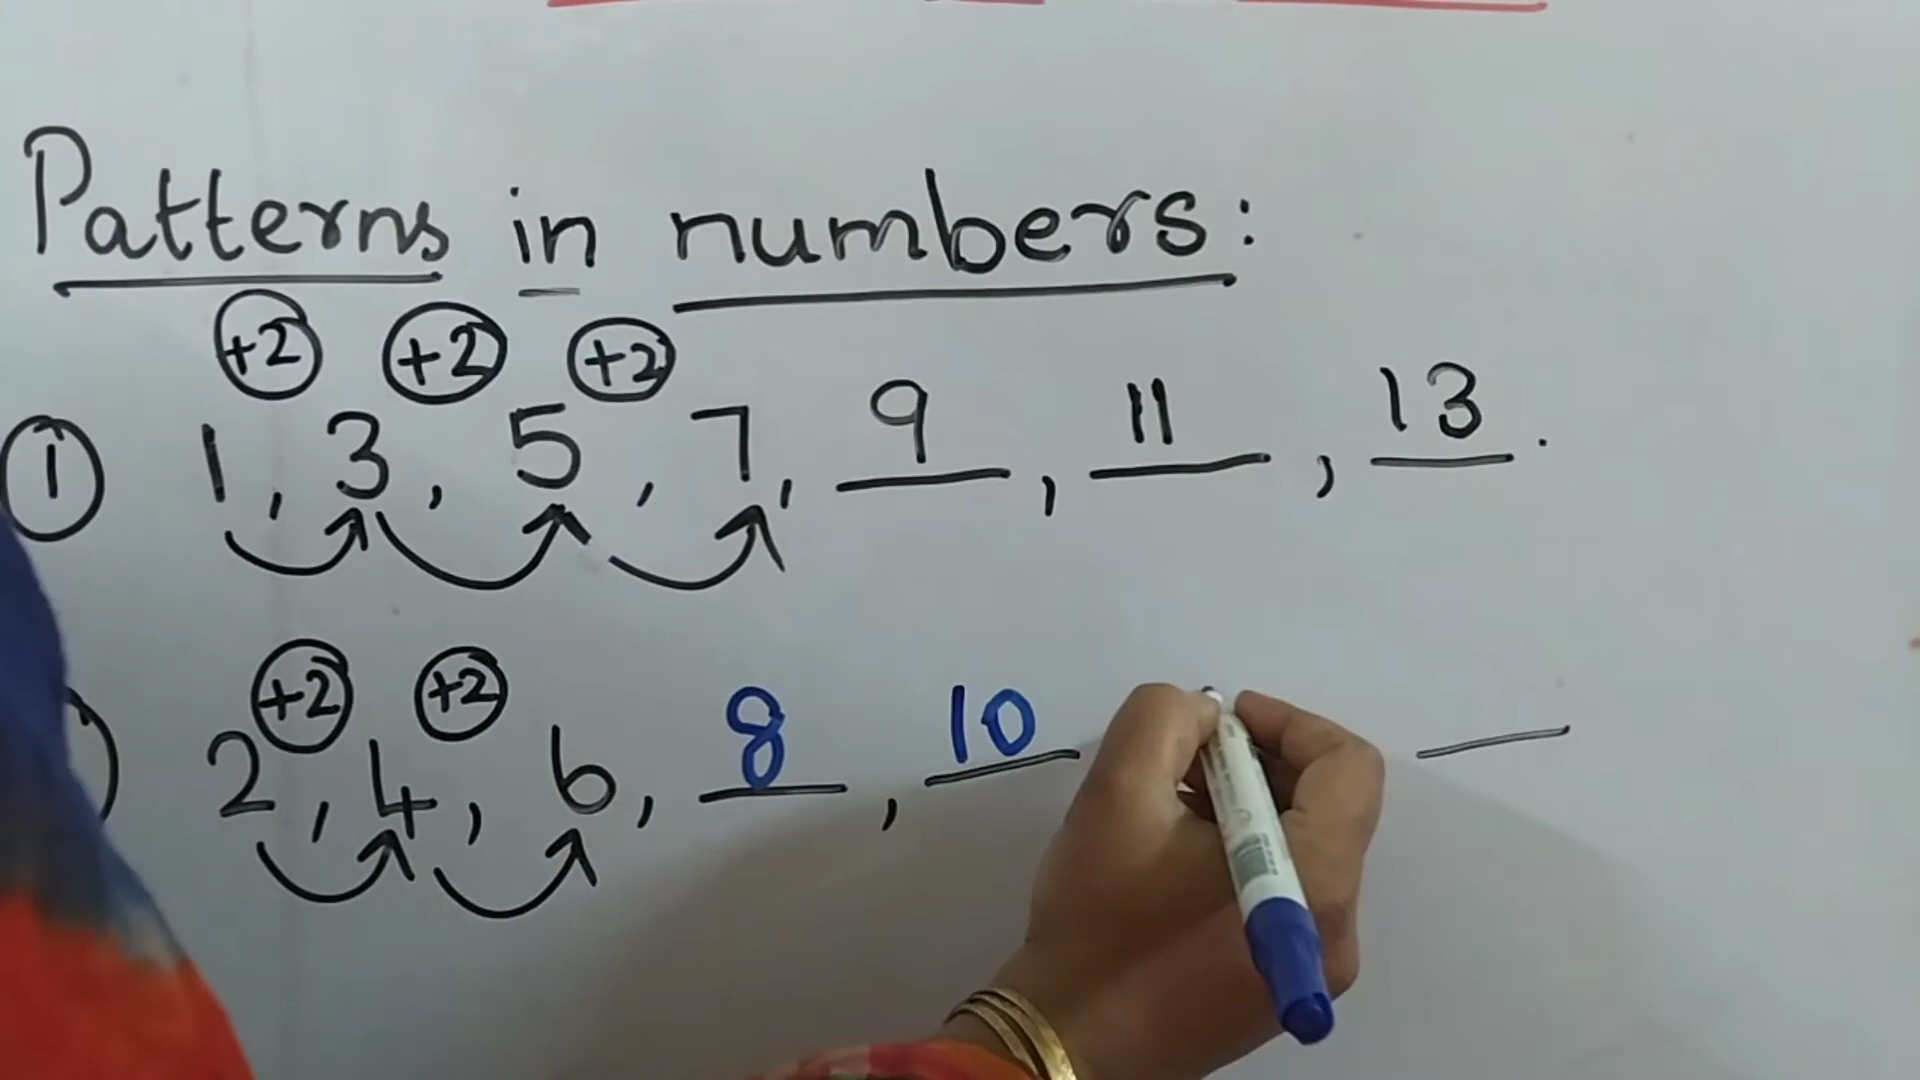 Patterns in numbers:
+2 +2 +2
1 1, 3, 5, 7, 9, 11, 13.
+2 +2
2, 4, 6, 8, 10